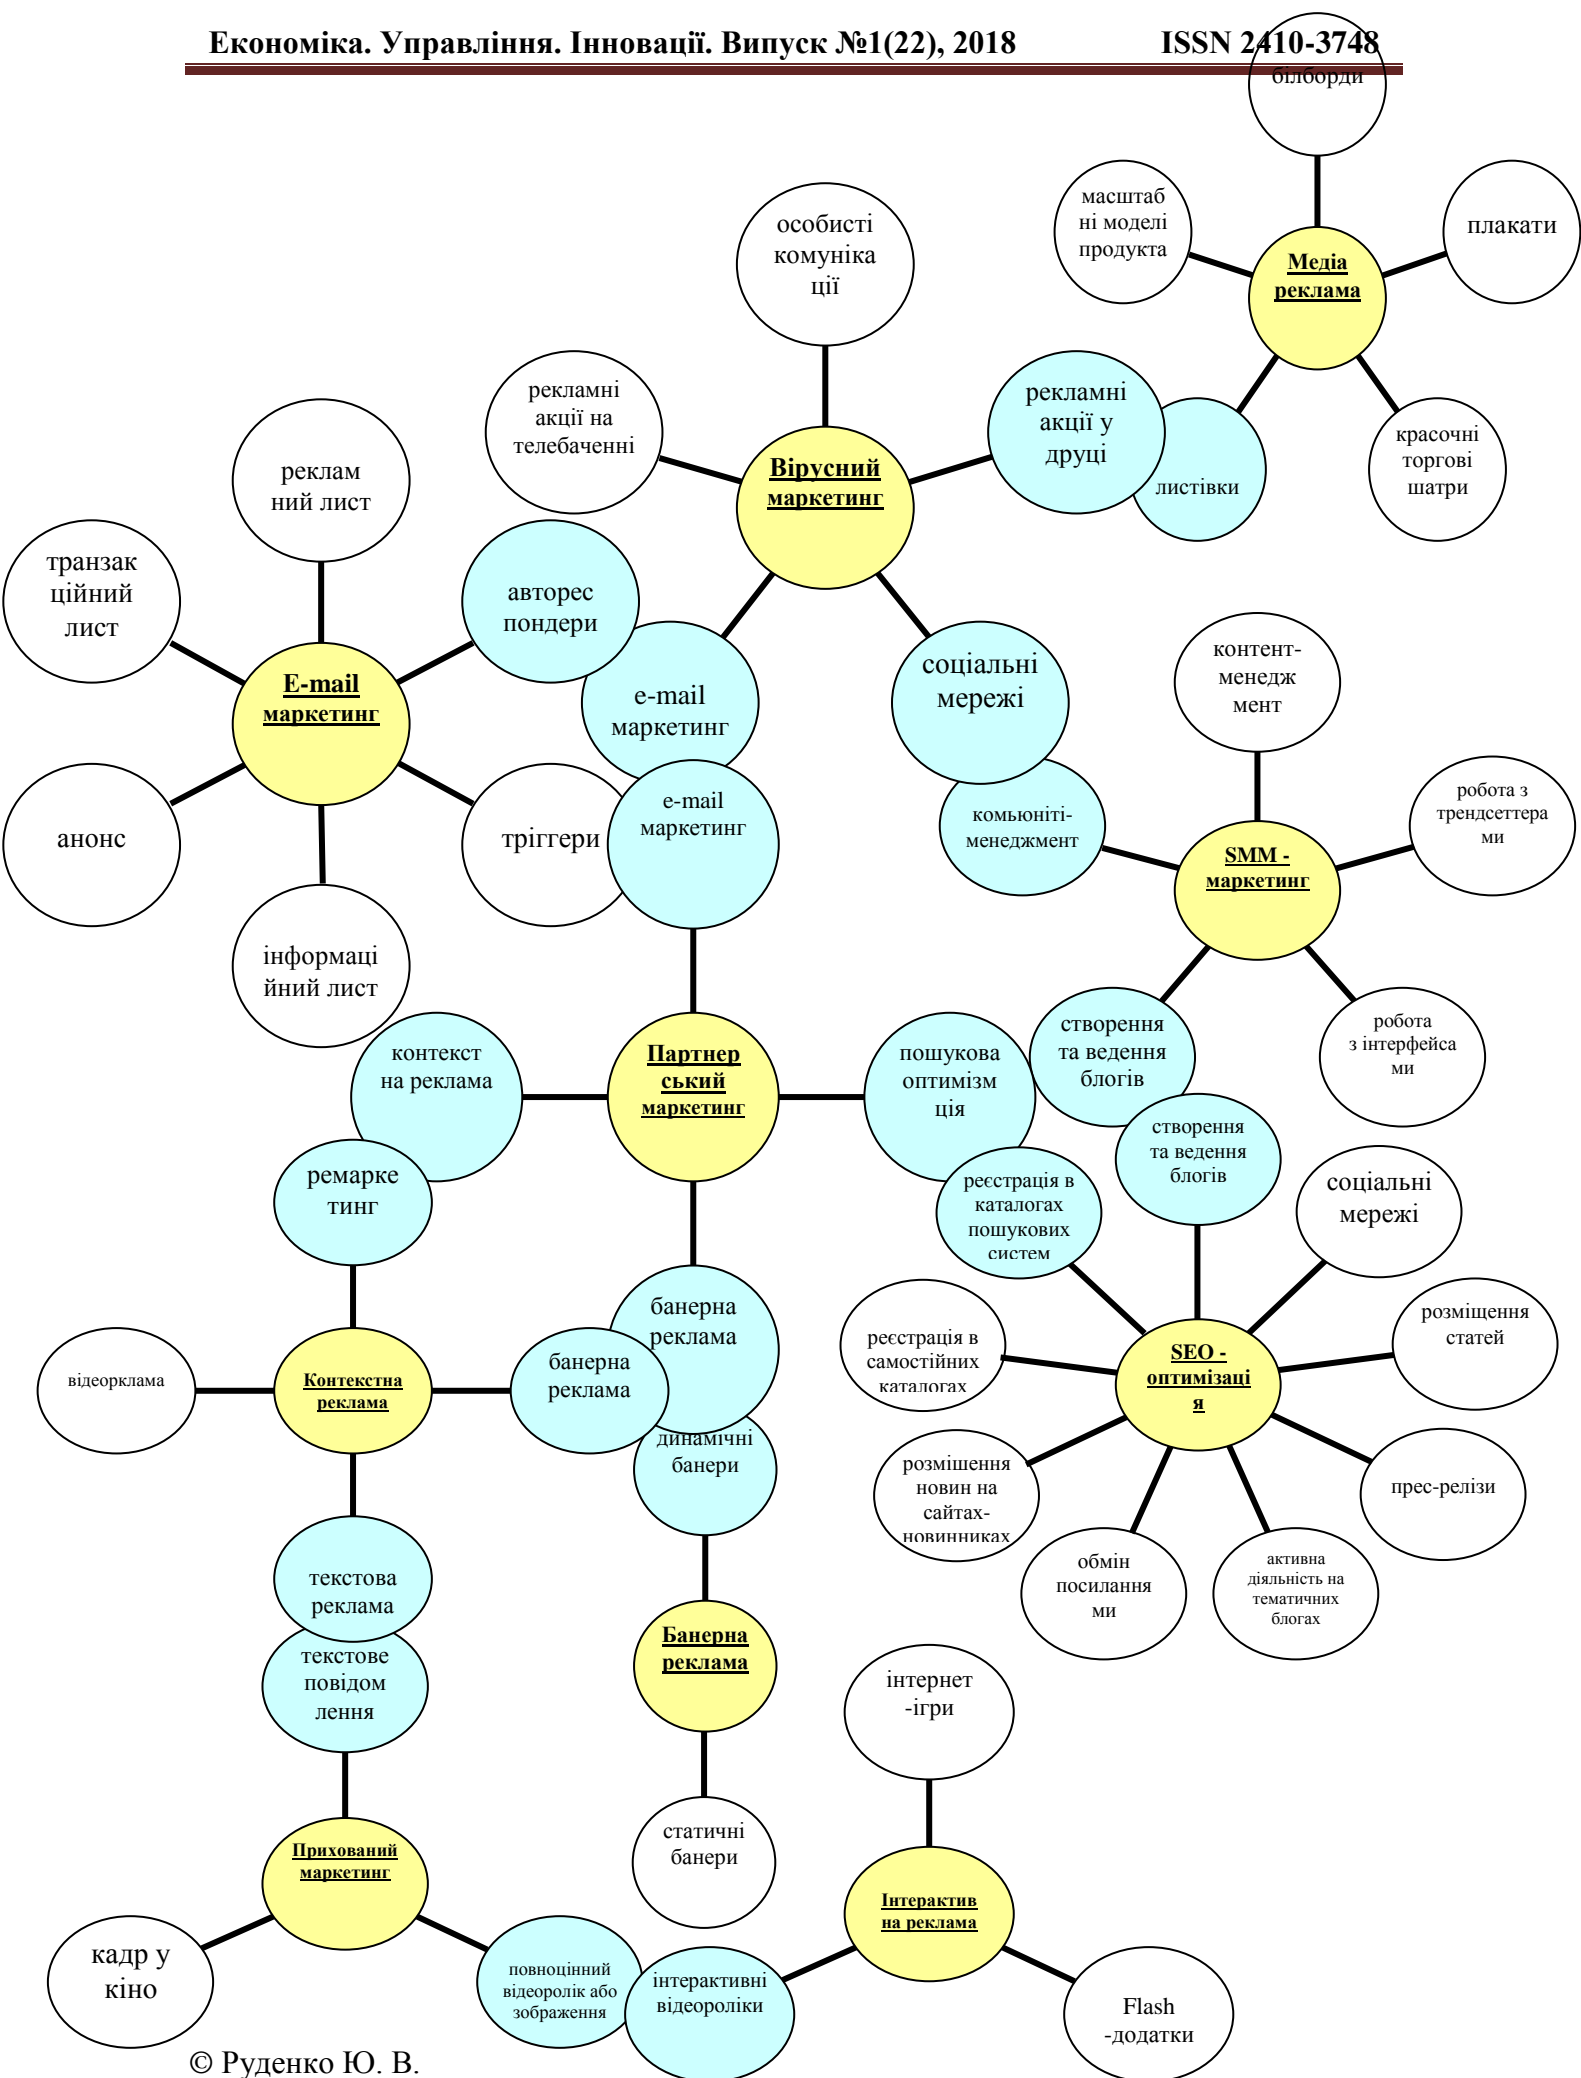 Економіка. Управління. Інновації. Випуск №1(22), 2018 ISSN 2410-3748
білборди
масштаб
ні моделі
продукта
плакати
Медіа
реклама
особисті
комуніка
ції
рекламні
акції на
телебаченні
рекламні
акції у
друці
листівки
красочні
торгові
шатри
Вірусний
маркетинг
реклам
ний лист
транзак
ційний
лист
авторес
пондери
E-mail
маркетинг
e-mail
маркетинг
соціальні
мережі
контент-
менедж
мент
анонс
тріггери
e-mail
маркетинг
комьюніті-
менеджмент
робота з
трендсеттера
ми
SMM -
маркетинг
інформаці
йний лист
контекст
на реклама
Партнер
ський
маркетинг
пошукова
оптимізм
ція
створення
та ведення
блогів
робота
з інтерфейса
ми
ремарке
тинг
реєстрація в
каталогах
пошукових
систем
створення
та ведення
блогів
соціальні
мережі
банерна
реклама
реєстрація в
самостійних
каталогах
SEO -
оптимізаці
я
розміщення
статей
відеорклама
Контекстна
реклама
банерна
реклама
динамічні
банери
розмішення
новин на
сайтах-
новинниках
прес-релізи
обмін
посилання
ми
активна
діяльність на
тематичних
блогах
текстова
реклама
текстове
повідом
лення
Банерна
реклама
інтернет
-ігри
статичні
банери
Прихований
маркетинг
Інтерактив
на реклама
кадр у
кіно
повноцінний
відеоролік або
зображення
інтерактивні
відеороліки
Flash
-додатки
© Руденко Ю. В.